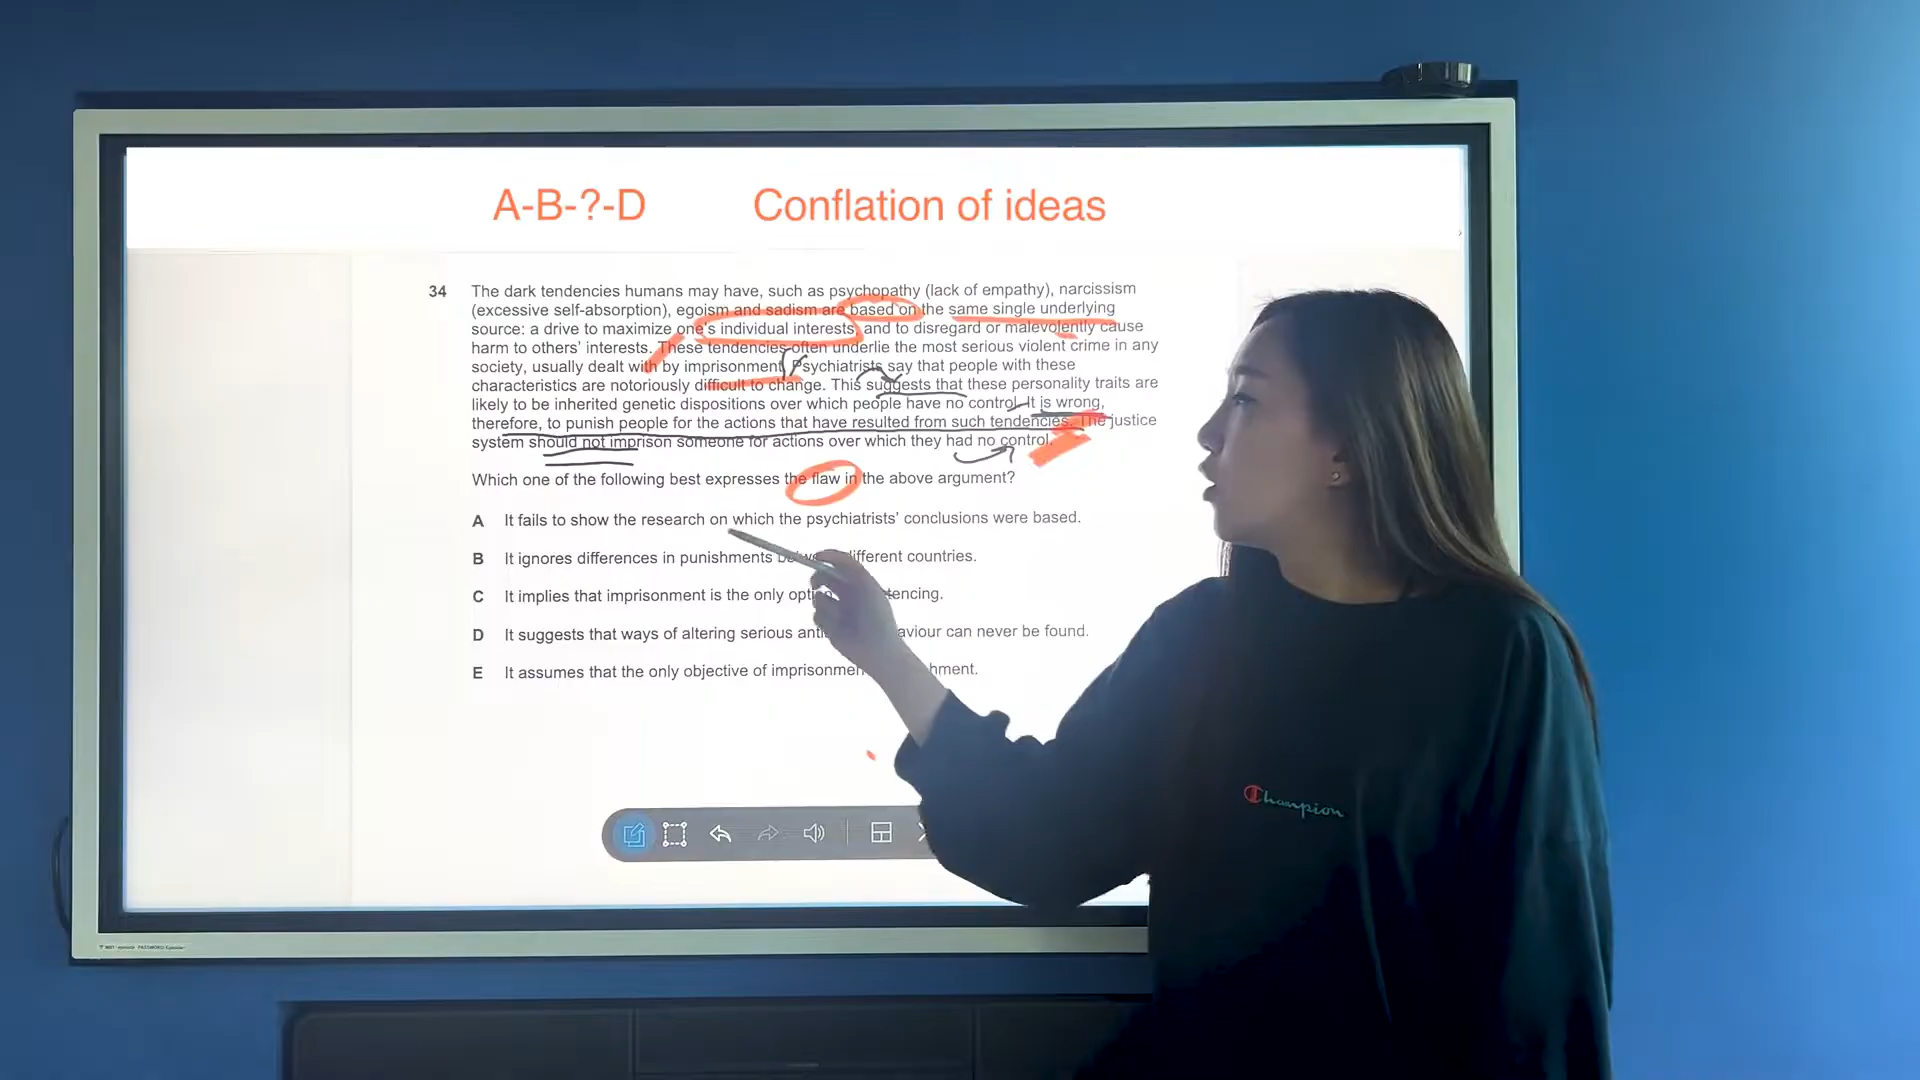 A-B-?-D Conflation of ideas
34 The dark tendencies humans may have, such as psychopathy (lack of empathy), narcissism
(excessive self-absorption), egoism and sadism are based on the same single underlying
source: a drive to maximize one's individual interests, and to disregard or malevolently cause
harm to others' interests. These tendencies often underlie the most serious violent crime in any
society, usually dealt with by imprisonment. Psychiatrists say that people with these
characteristics are notoriously difficult to change. This suggests that these personality traits are
likely to be inherited genetic dispositions over which people have no control. It is wrong,
therefore, to punish people for the actions that have resulted from such tendencies. The justice
system should not imprison someone for actions over which they had no control.
Which one of the following best expresses the flaw in the above argument?
A It fails to show the research on which the psychiatrists' conclusions were based.
B It ignores differences in punishments different countries.
C It implies that imprisonment is the only
D It suggests that ways of altering serious can never be found.
E It assumes that the only objective of
Champion